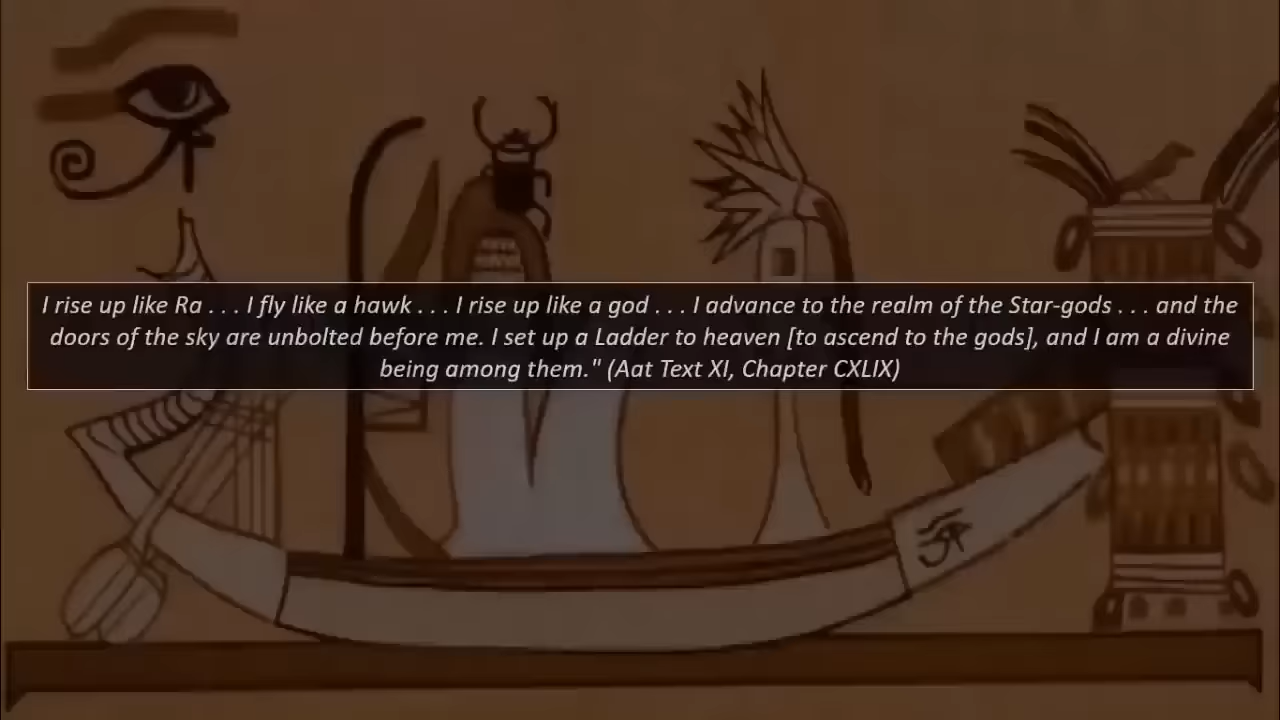 I rise up like Ra . . . I fly like a hawk . . . I rise up like a god . . . I advance to the realm of the Star-gods . . . and the
doors of the sky are unbolted before me. I set up a Ladder to heaven [to ascend to the gods], and I am a divine
being among them." (Aat Text XI, Chapter CXLIX)